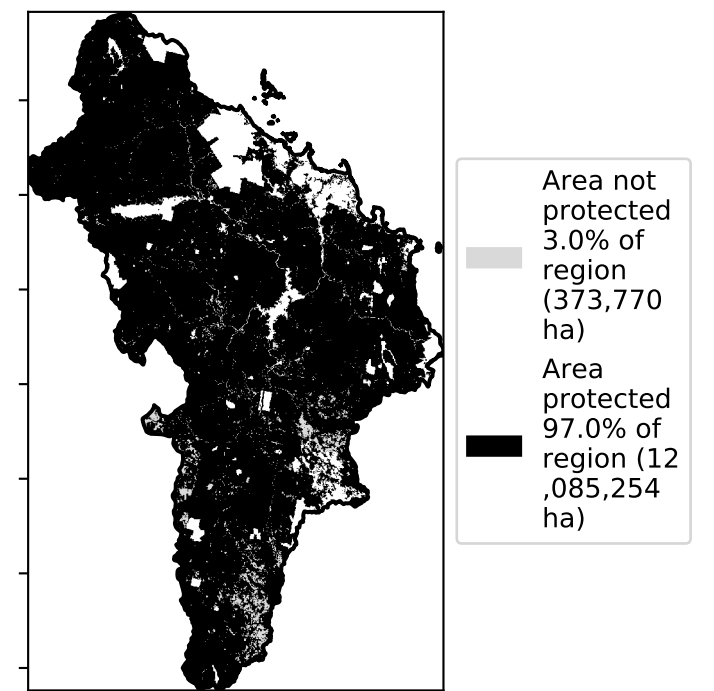 Area not
protected
3.0% of
region
(373,770
ha)
Area
protected
97.0% of
region (12
,085,254
ha)